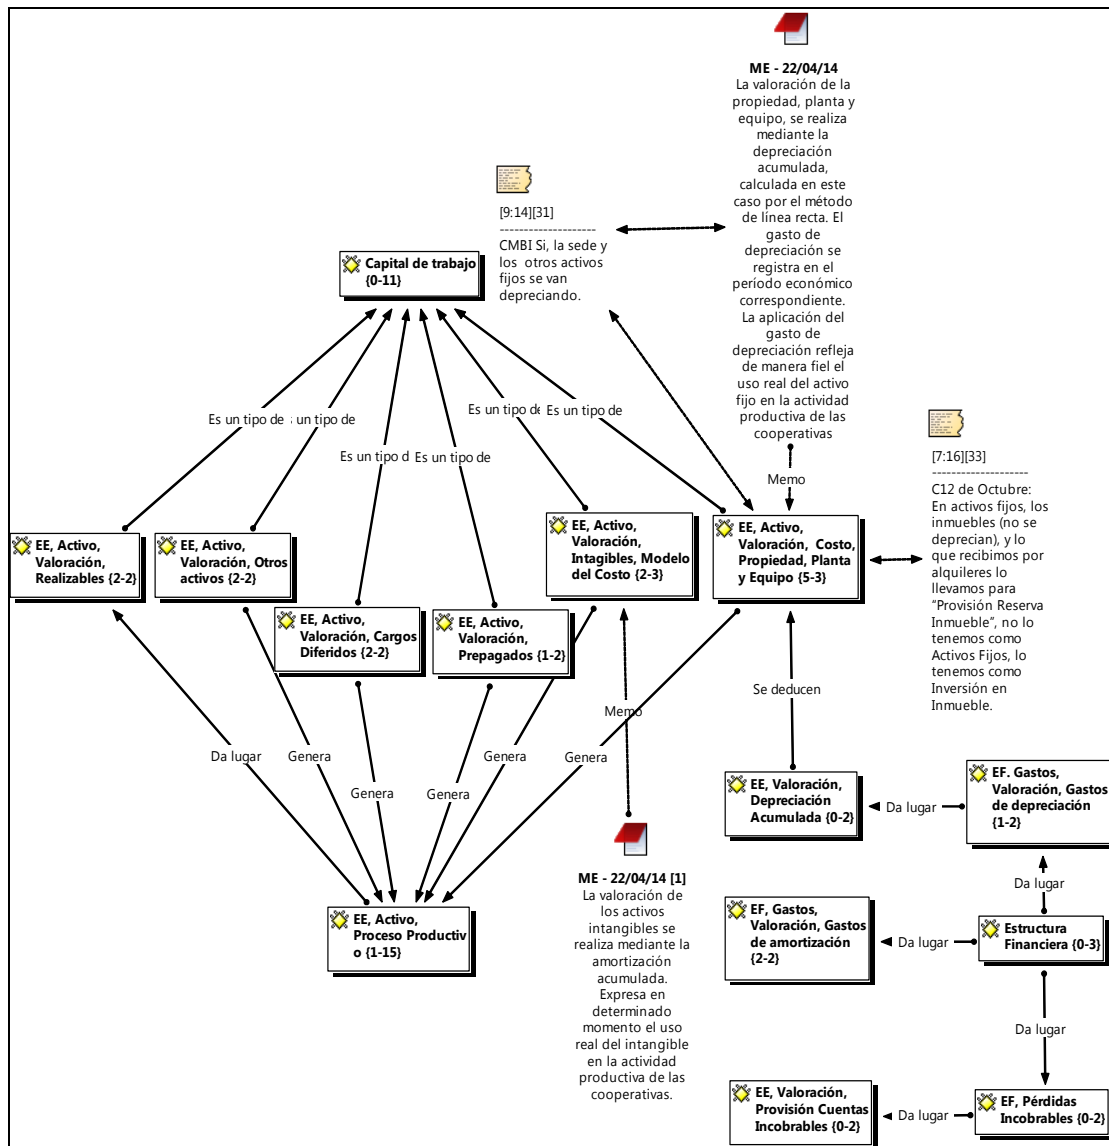 ME - 22/04/14
La valoración de la
propiedad, planta y
equipo, se realiza
mediante la
depreciación
acumulada,
calculada en este
caso por el método
de línea recta. El
gasto de
depreciación se
registra en el
período económico
correspondiente.
La aplicación del
gasto de
depreciación refleja
de manera fiel el
uso real del activo
fijo en la actividad
productiva de las
cooperativas
[9:14][31]
--------------------
CMBI Si, la sede y
los otros activos
fijos se van
depreciando.
Capital de trabajo
{0-11}
Es un tipo de
un tipo de
Es un tipo d
Es un tipo de
Es un tipo de
Es un tipo de
Memo
[7:16][33]
--------------------
C12 de Octubre:
En activos fijos, los
inmuebles (no se
deprecian), y lo
que recibimos por
alquileres lo
llevamos para
“Provisión Reserva
Inmueble”, no lo
tenemos como
Activos Fijos, lo
tenemos como
Inversión en
Inmueble.
EE, Activo,
Valoración,
Realizables {2-2}
EE, Activo,
Valoración, Otros
activos {2-2}
EE, Activo,
Valoración, Cargos
Diferidos {2-2}
EE, Activo,
Valoración,
Prepagados {1-2}
EE, Activo,
Valoración,
Intagibles, Modelo
del Costo {2-3}
EE, Activo,
Valoración, Costo,
Propiedad, Planta
y Equipo {5-3}
Se deducen
Memo
Da lugar
Genera
Genera
Genera
Genera
Genera
EE, Valoración,
Depreciación
Acumulada {0-2}
Da lugar
EF. Gastos,
Valoración, Gastos
de depreciación
{1-2}
Da lugar
EE, Activo,
Proceso Productiv
o {1-15}
ME - 22/04/14 [1]
La valoración de
los activos
intangibles se
realiza mediante la
amortización
acumulada.
Expresa en
determinado
momento el uso
real del intangible
en la actividad
productiva de las
cooperativas.
EF, Gastos,
Valoración, Gastos
de amortización
{2-2}
Da lugar
Estructura
Financiera {0-3}
Da lugar
EE, Valoración,
Provisión Cuentas
Incobrables {0-2}
Da lugar
EF, Pérdidas
Incobrables {0-2}